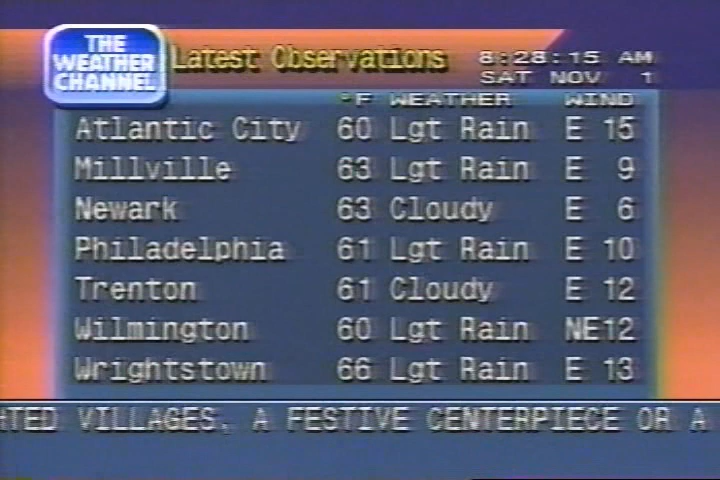 THE
WEATHER
CHANNEL
Latest Observations
8:28:15 AM
SAT NOV 1
°F WEATHER WIND
Atlantic City 60 Lgt Rain E 15
Millville 63 Lgt Rain E 9
Newark 63 Cloudy E 6
Philadelphia 61 Lgt Rain E 10
Trenton 61 Cloudy E 12
Wilmington 60 Lgt Rain NE12
Wrightstown 66 Lgt Rain E 13
HTED VILLAGES. A FESTIVE CENTERPIECE OR A